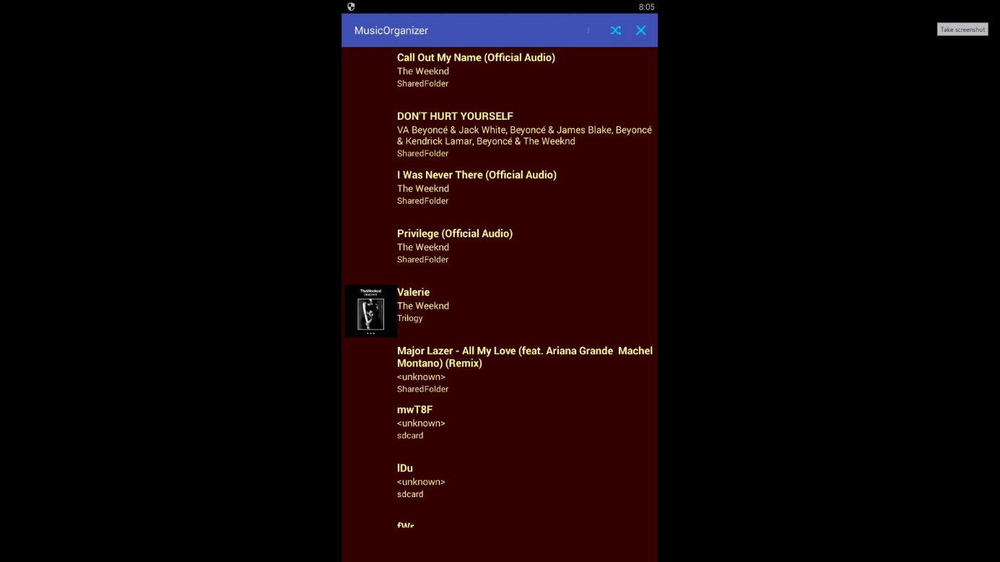 8:05
MusicOrganizer
Take screenshot
Call Out My Name (Official Audio)
The Weeknd
SharedFolder
DON'T HURT YOURSELF
VA Beyoncé & Jack White, Beyoncé & James Blake, Beyoncé
& Kendrick Lamar, Beyoncé & The Weeknd
SharedFolder
I Was Never There (Official Audio)
The Weeknd
SharedFolder
Privilege (Official Audio)
The Weeknd
SharedFolder
TheWeeknd
TRILOGY
Valerie
The Weeknd
Trilogy
Major Lazer - All My Love (feat. Ariana Grande  Machel
Montano) (Remix)
<unknown>
SharedFolder
mwT8F
<unknown>
sdcard
lDu
<unknown>
sdcard